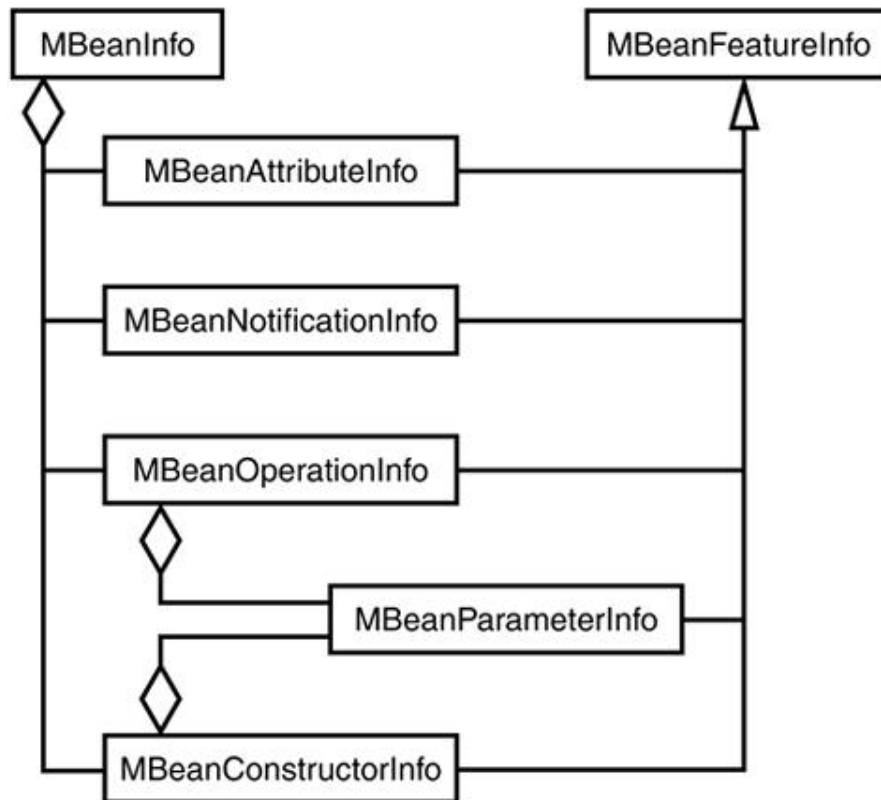 MBeanInfo
MBeanFeatureInfo
MBeanAttributeInfo
MBeanNotificationInfo
MBeanOperationInfo
MBeanParameterInfo
MBeanConstructorInfo